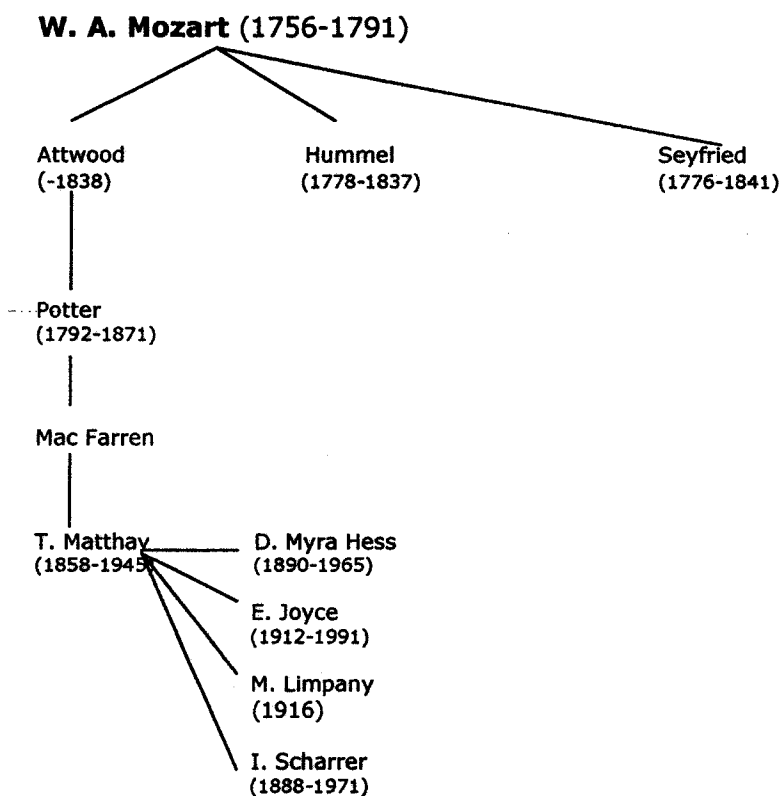 W. A. Mozart (1756-1791)
Attwood Hummel Seyfried
(-1838) (1778-1837) (1776-1841)
Potter
(1792-1871)
Mac Farren
T. Matthay D. Myra Hess
(1858-1945) (1890-1965)
E. Joyce
(1912-1991)
M. Limpany
(1916)
I. Scharrer
(1888-1971)